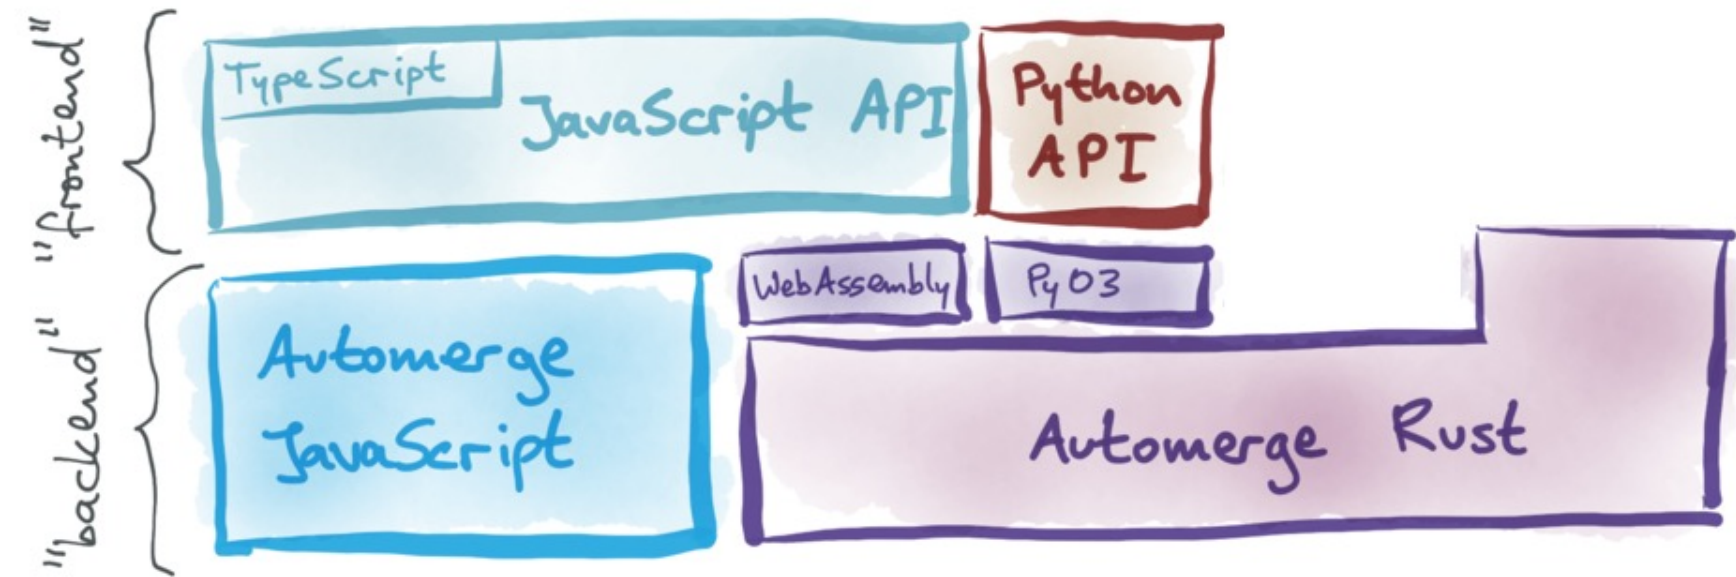 "frontend"
TypeScript
JavaScript API
Python
API
"backend"
WebAssembly
PyO3
Automerge
JavaScript
Automerge Rust